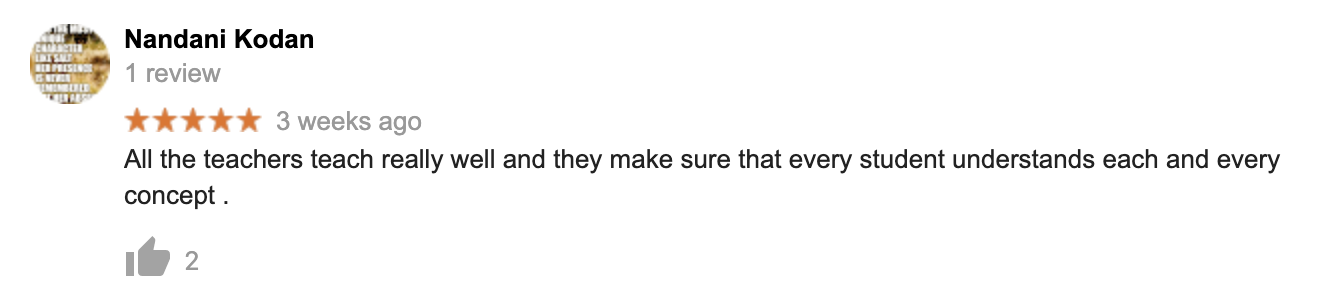 Nandani Kodan
1 review
3 weeks ago
All the teachers teach really well and they make sure that every student understands each and every
concept .
2